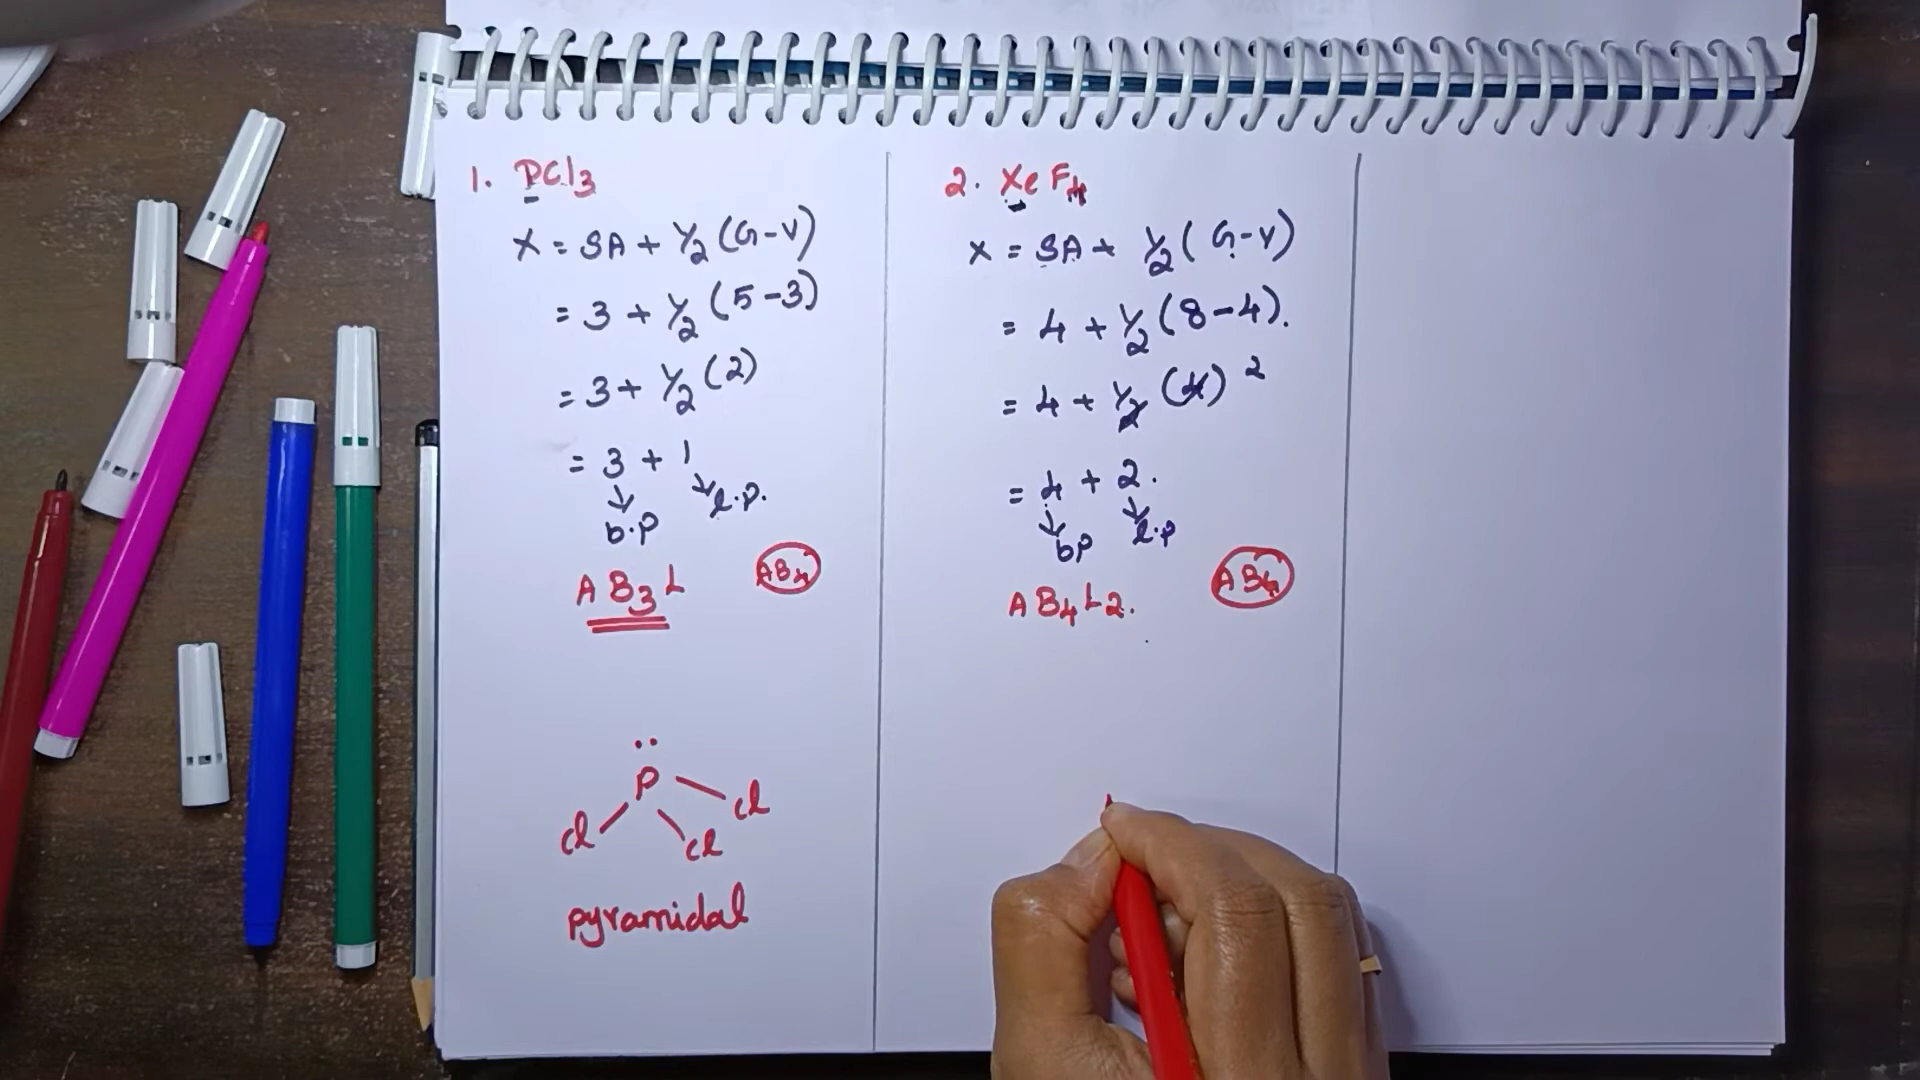 1. PCl3
X = SA + 1/2 (G-V)
= 3 + 1/2 (5-3)
= 3 + 1/2 (2)
= 3 + 1
b.p l.p.
AB3L AB4
P
Cl Cl Cl
pyramidal
2. XeF4
X = SA + 1/2 (G-V)
= 4 + 1/2 (8-4).
= 4 + 1/2 (4) 2
= 4 + 2.
bp l.p
AB4L2.